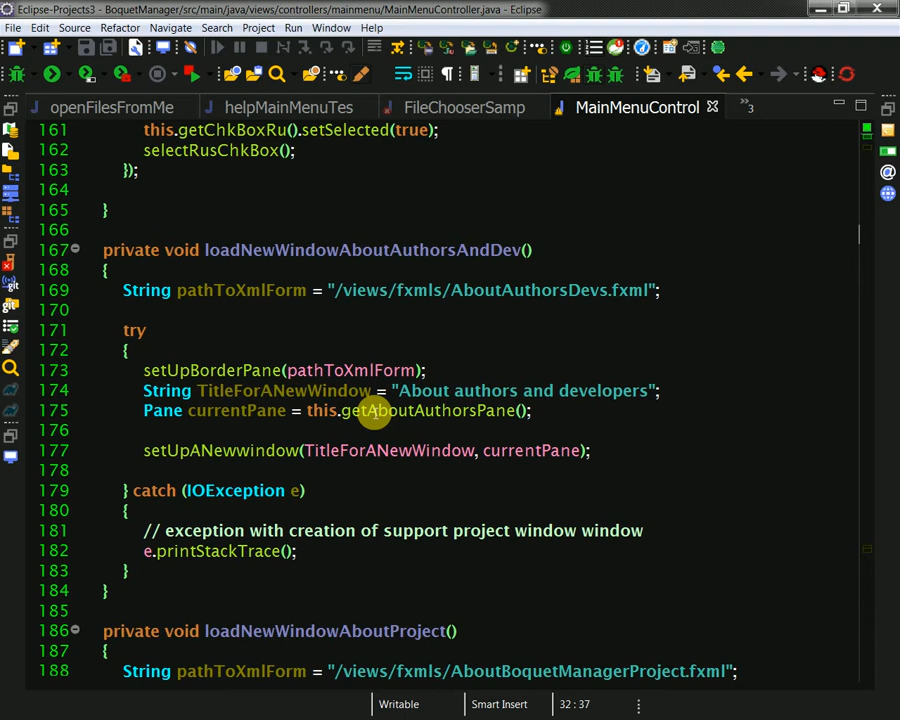 Eclipse-Projects3 - BoquetManager/src/main/java/views/controllers/mainmenu/MainMenuController.java - Eclipse
File Edit Source Refactor Navigate Search Project Run Window Help
openFilesFromMe helpMainMenuTes FileChooserSamp MainMenuControl »3
161 this.getChkBoxRu().setSelected(true);
162 selectRusChkBox();
163 });
164
165 }
166
167 private void loadNewWindowAboutAuthorsAndDev()
168 {
169 String pathToXmlForm = "/views/fxmls/AboutAuthorsDevs.fxml";
170
171 try
172 {
173 setUpBorderPane(pathToXmlForm);
174 String TitleForANewWindow = "About authors and developers";
175 Pane currentPane = this.getAboutAuthorsPane();
176
177 setUpANewwindow(TitleForANewWindow, currentPane);
178
179 } catch (IOException e)
180 {
181 // exception with creation of support project window window
182 e.printStackTrace();
183 }
184 }
185
186 private void loadNewWindowAboutProject()
187 {
188 String pathToXmlForm = "/views/fxmls/AboutBoquetManagerProject.fxml";
Writable Smart Insert 32 : 37